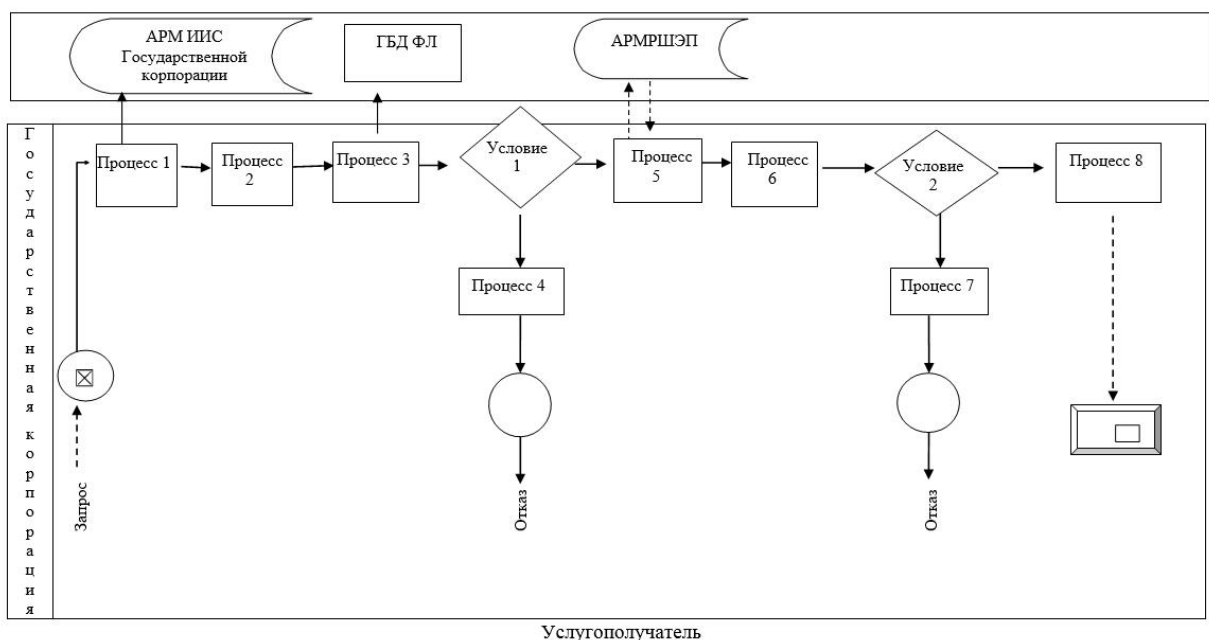 АРМ ИИС
Государственной
корпорации
ГБД ФЛ
АРМРШЭП
Государственная корпорация
Процесс 1
Процесс
2
Процесс 3
Условие
1
Процесс
5
Процесс
6
Условие
2
Процесс 8
Процесс 4
Процесс 7
Запрос
Отказ
Отказ
Услугополучатель